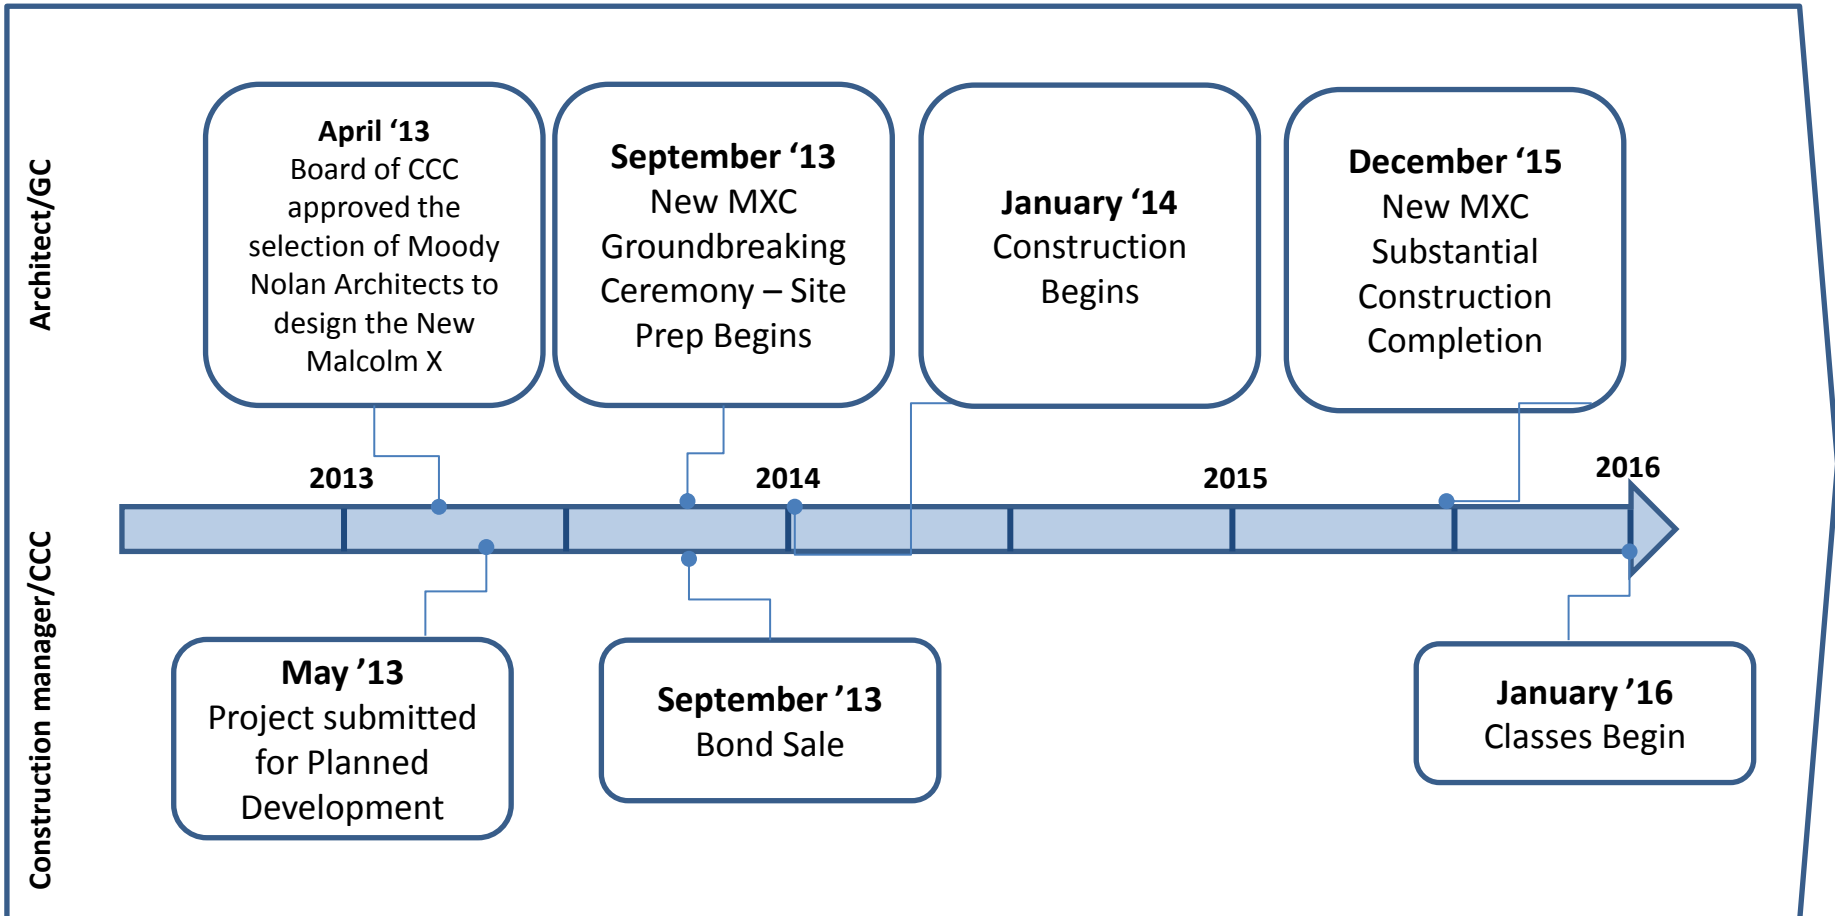 Architect/GC
April ‘13
Board of CCC
approved the
selection of Moody
Nolan Architects to
design the New
Malcolm X
September ‘13
New MXC
Groundbreaking
Ceremony – Site
Prep Begins
January ‘14
Construction
Begins
December ‘15
New MXC
Substantial
Construction
Completion
2013
2014
2015
2016
Construction manager/CCC
May ’13
Project submitted
for Planned
Development
September ’13
Bond Sale
January ’16
Classes Begin